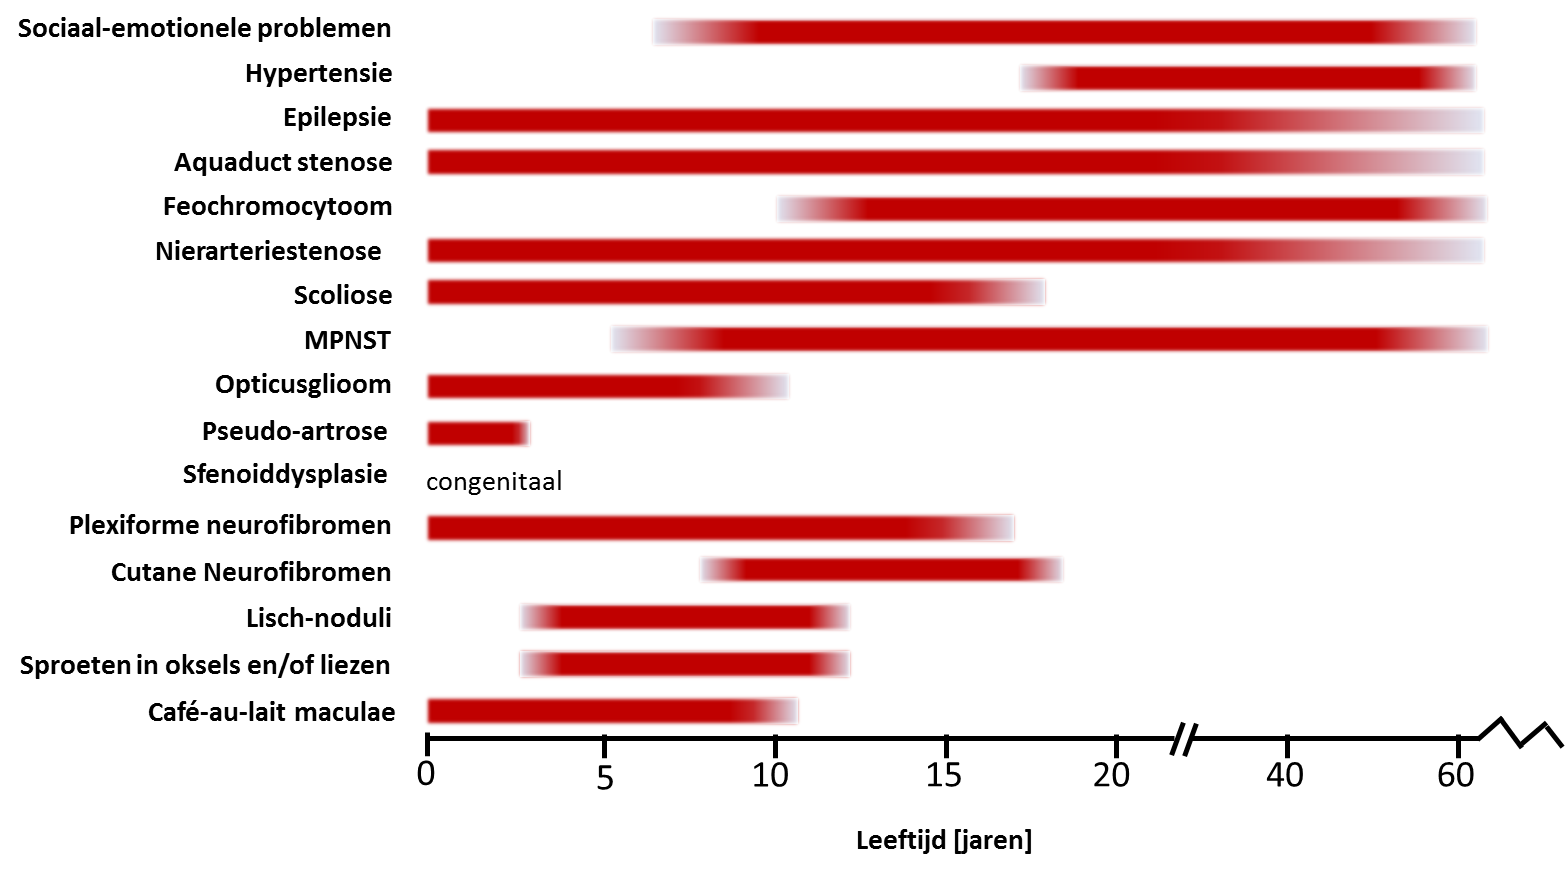 Sociaal-emotionele problemen
Hypertensie
Epilepsie
Aquaduct stenose
Feochromocytoom
Nierarteriestenose
Scoliose
MPNST
Opticusglioom
Pseudo-artrose
Sfenoiddysplasie congenitaal
Plexiforme neurofibromen
Cutane Neurofibromen
Lisch-noduli
Sproeten in oksels en/of liezen
Café-au-lait maculae
0 5 10 15 20 40 60
Leeftijd [jaren]